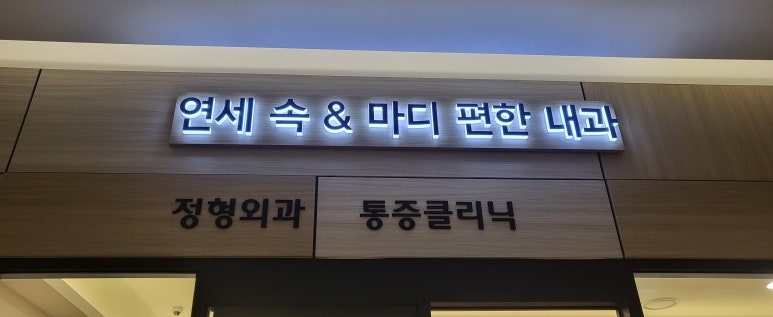 연세 속 & 마디 편한 내과
정형외과 통증클리닉